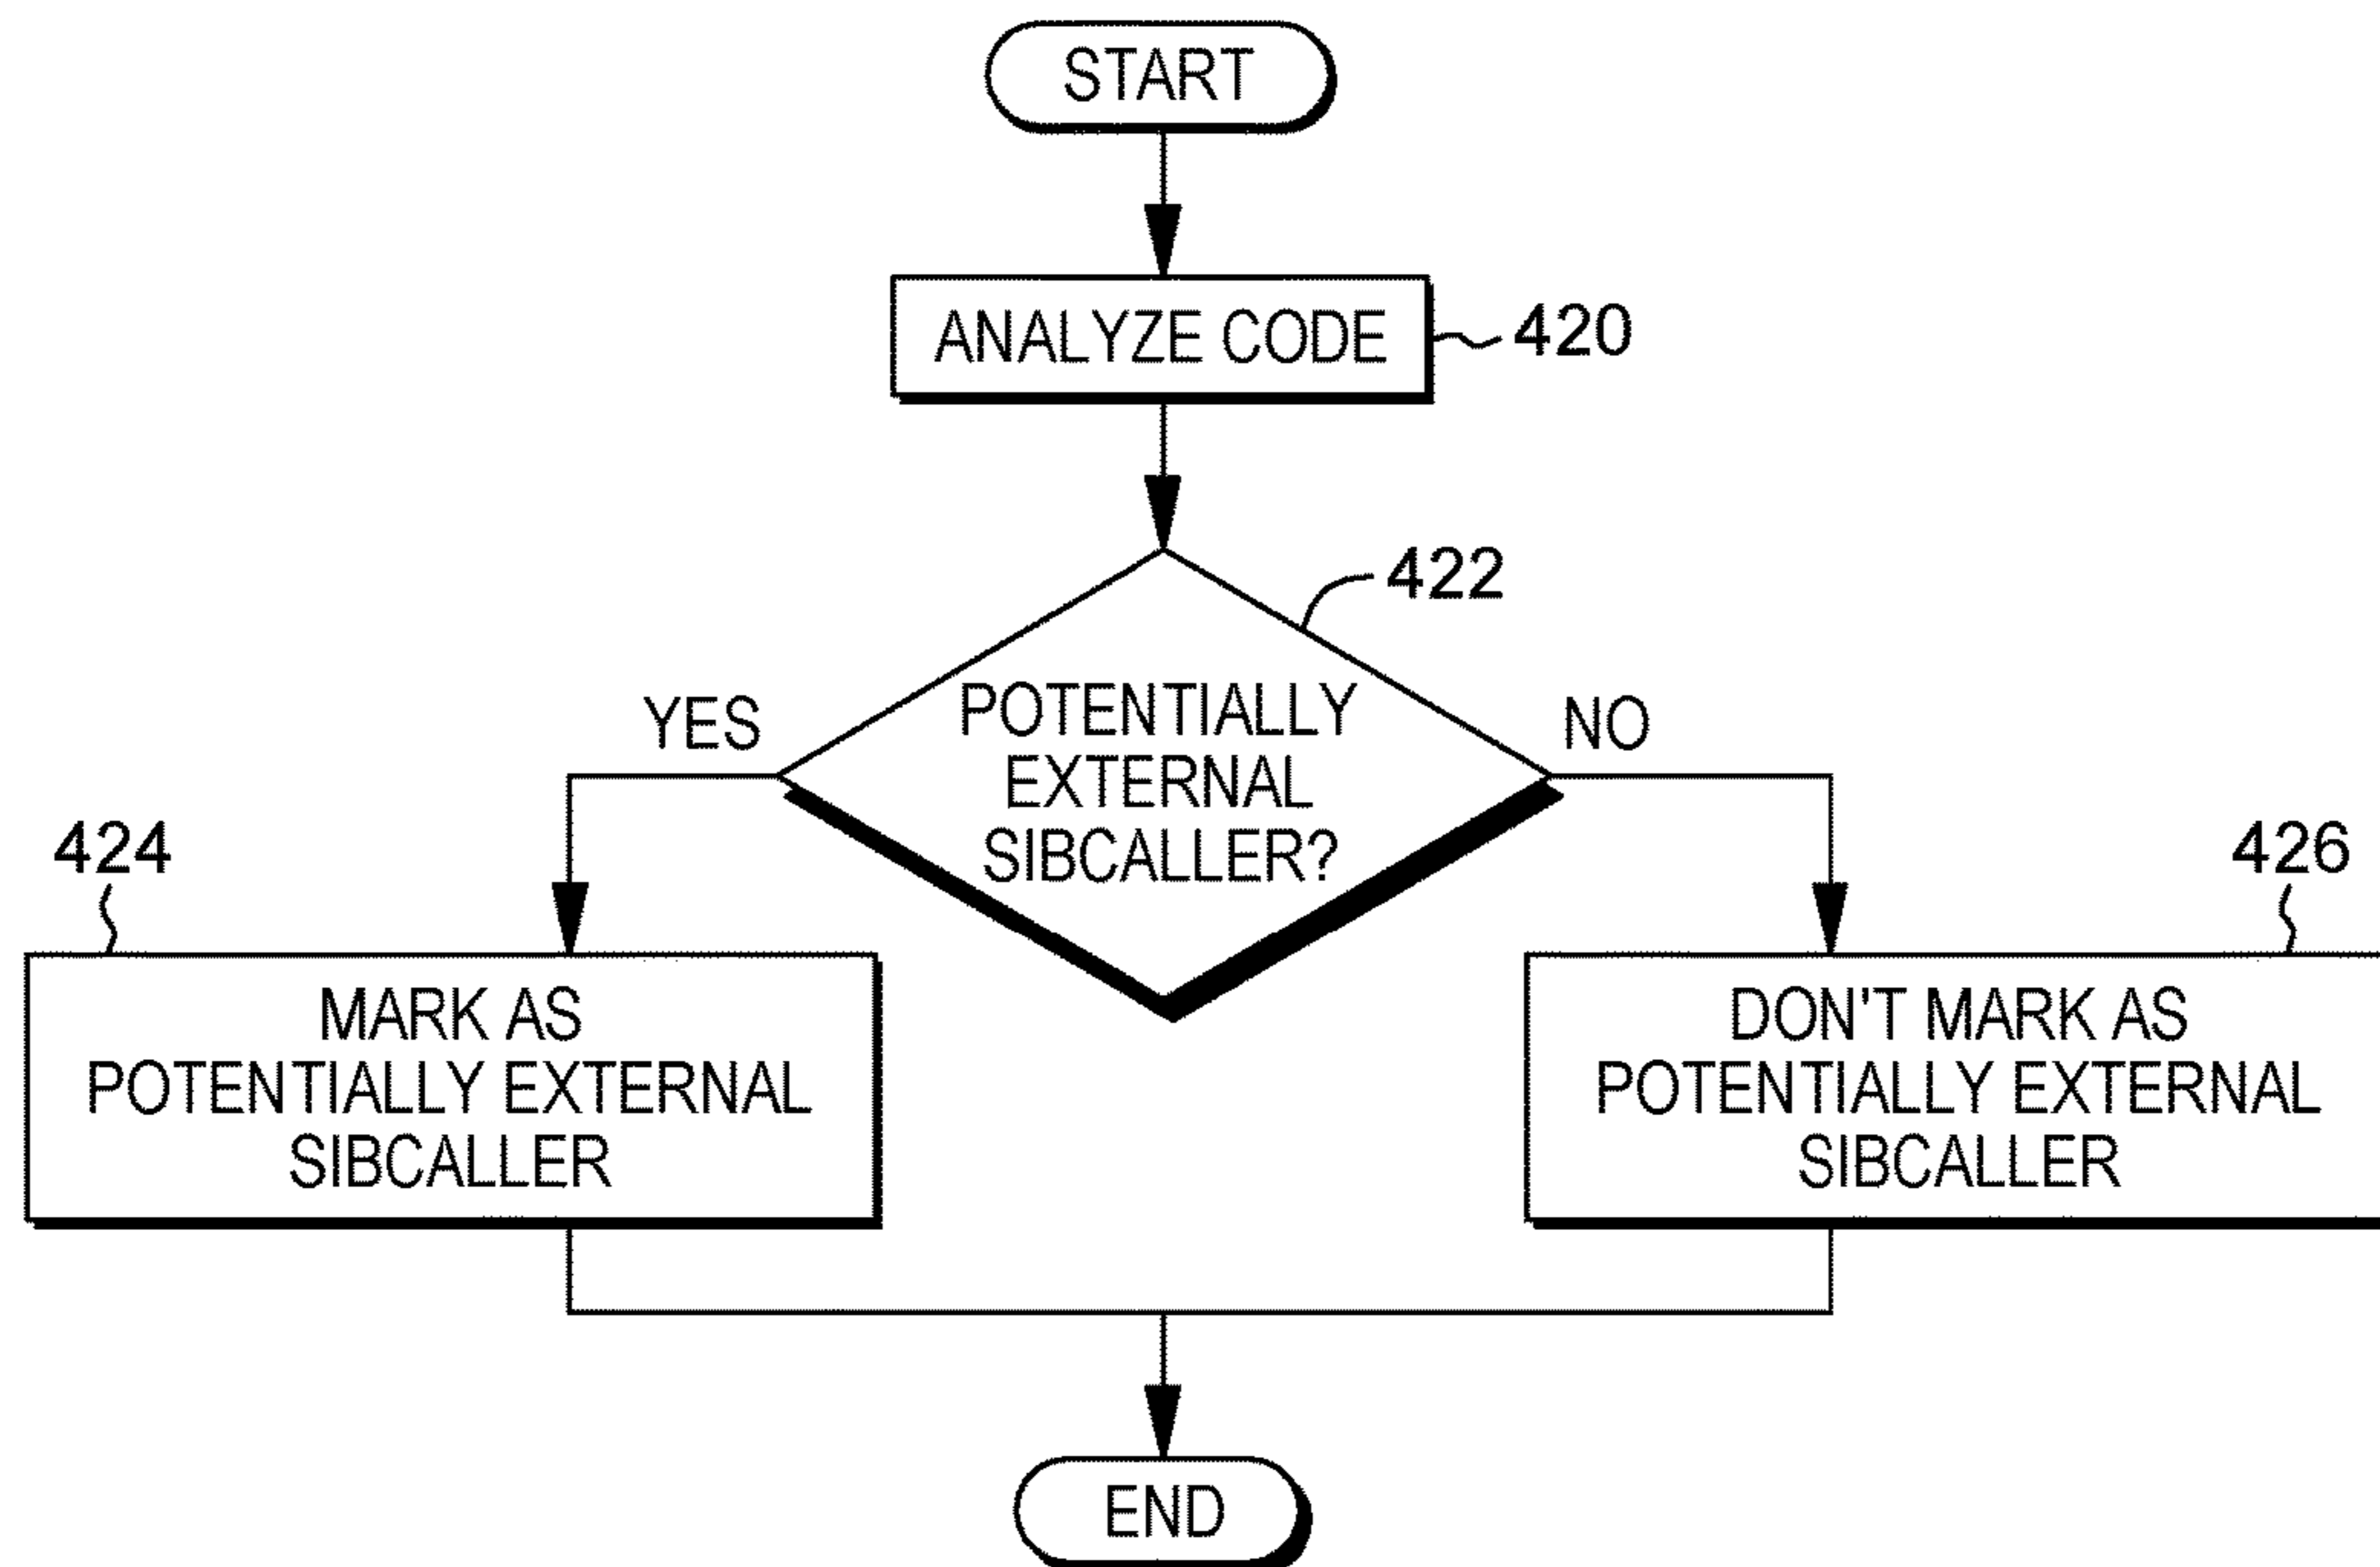 START
ANALYZE CODE
420
422
POTENTIALLY
EXTERNAL
SIBCALLER?
YES
NO
424
MARK AS
POTENTIALLY EXTERNAL
SIBCALLER
426
DON'T MARK AS
POTENTIALLY EXTERNAL
SIBCALLER
END